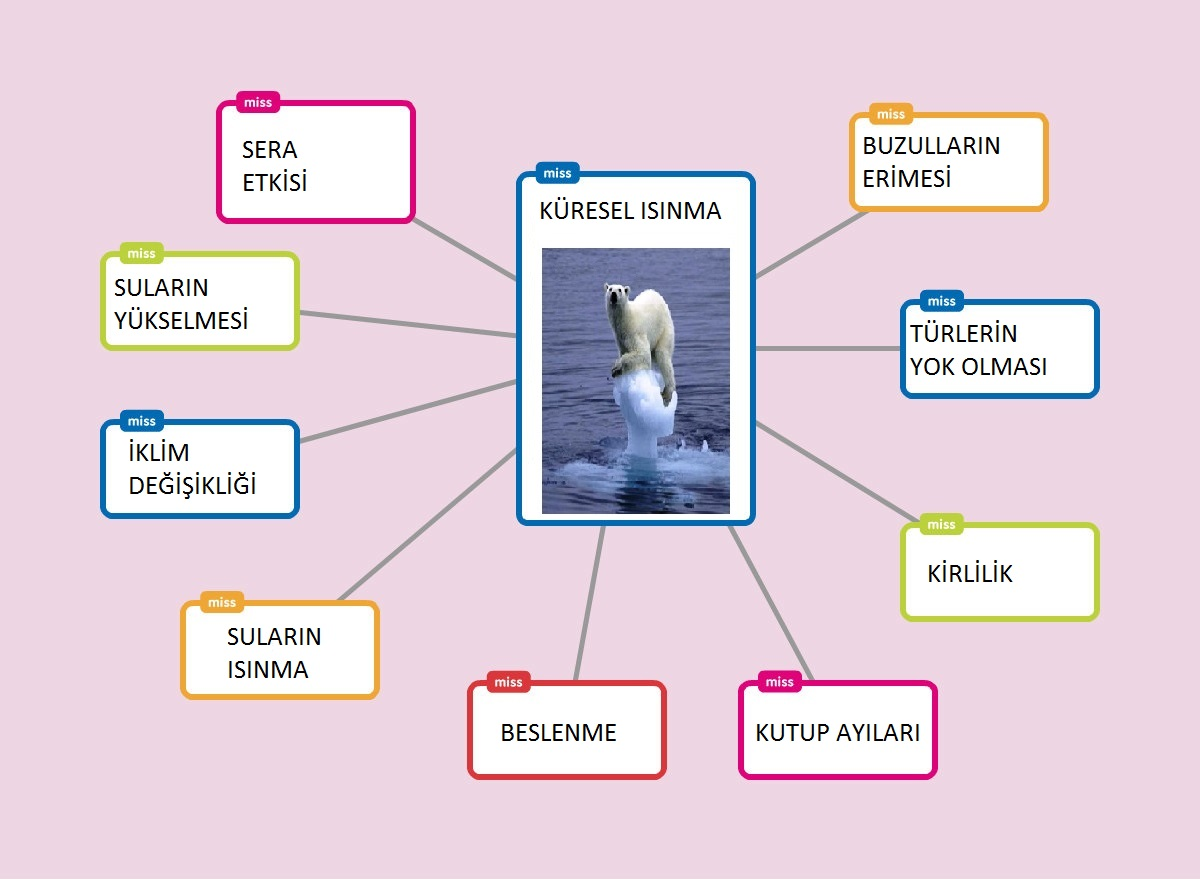 miss
SERA
ETKİSİ
miss
BUZULLARIN
ERİMESİ
miss
KÜRESEL ISINMA
miss
SULARIN
YÜKSELMESİ
miss
TÜRLERİN
YOK OLMASI
miss
İKLİM
DEĞİŞİKLİĞİ
miss
KİRLİLİK
miss
SULARIN
ISINMA
miss
BESLENME
miss
KUTUP AYILARI